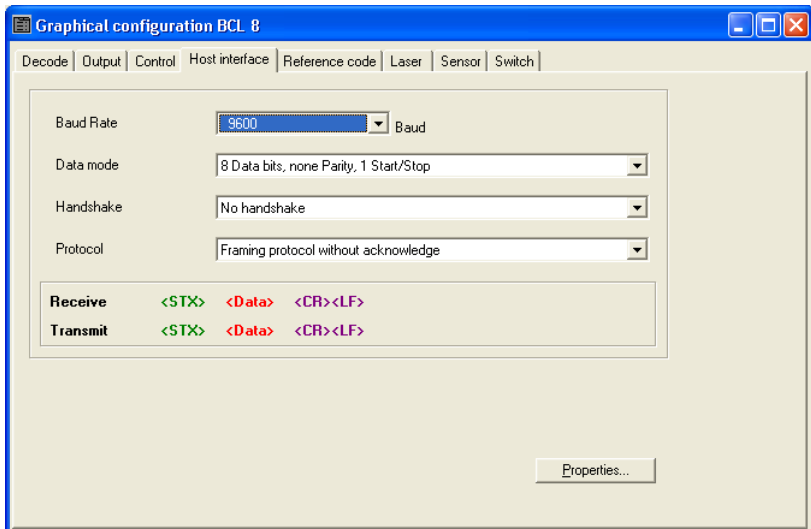 Graphical configuration BCL 8
Decode Output Control Host interface Reference code Laser Sensor Switch
Baud Rate 9600 Baud
Data mode 8 Data bits, none Parity, 1 Start/Stop
Handshake No handshake
Protocol Framing protocol without acknowledge
Receive <STX> <Data> <CR><LF>
Transmit <STX> <Data> <CR><LF>
Properties...